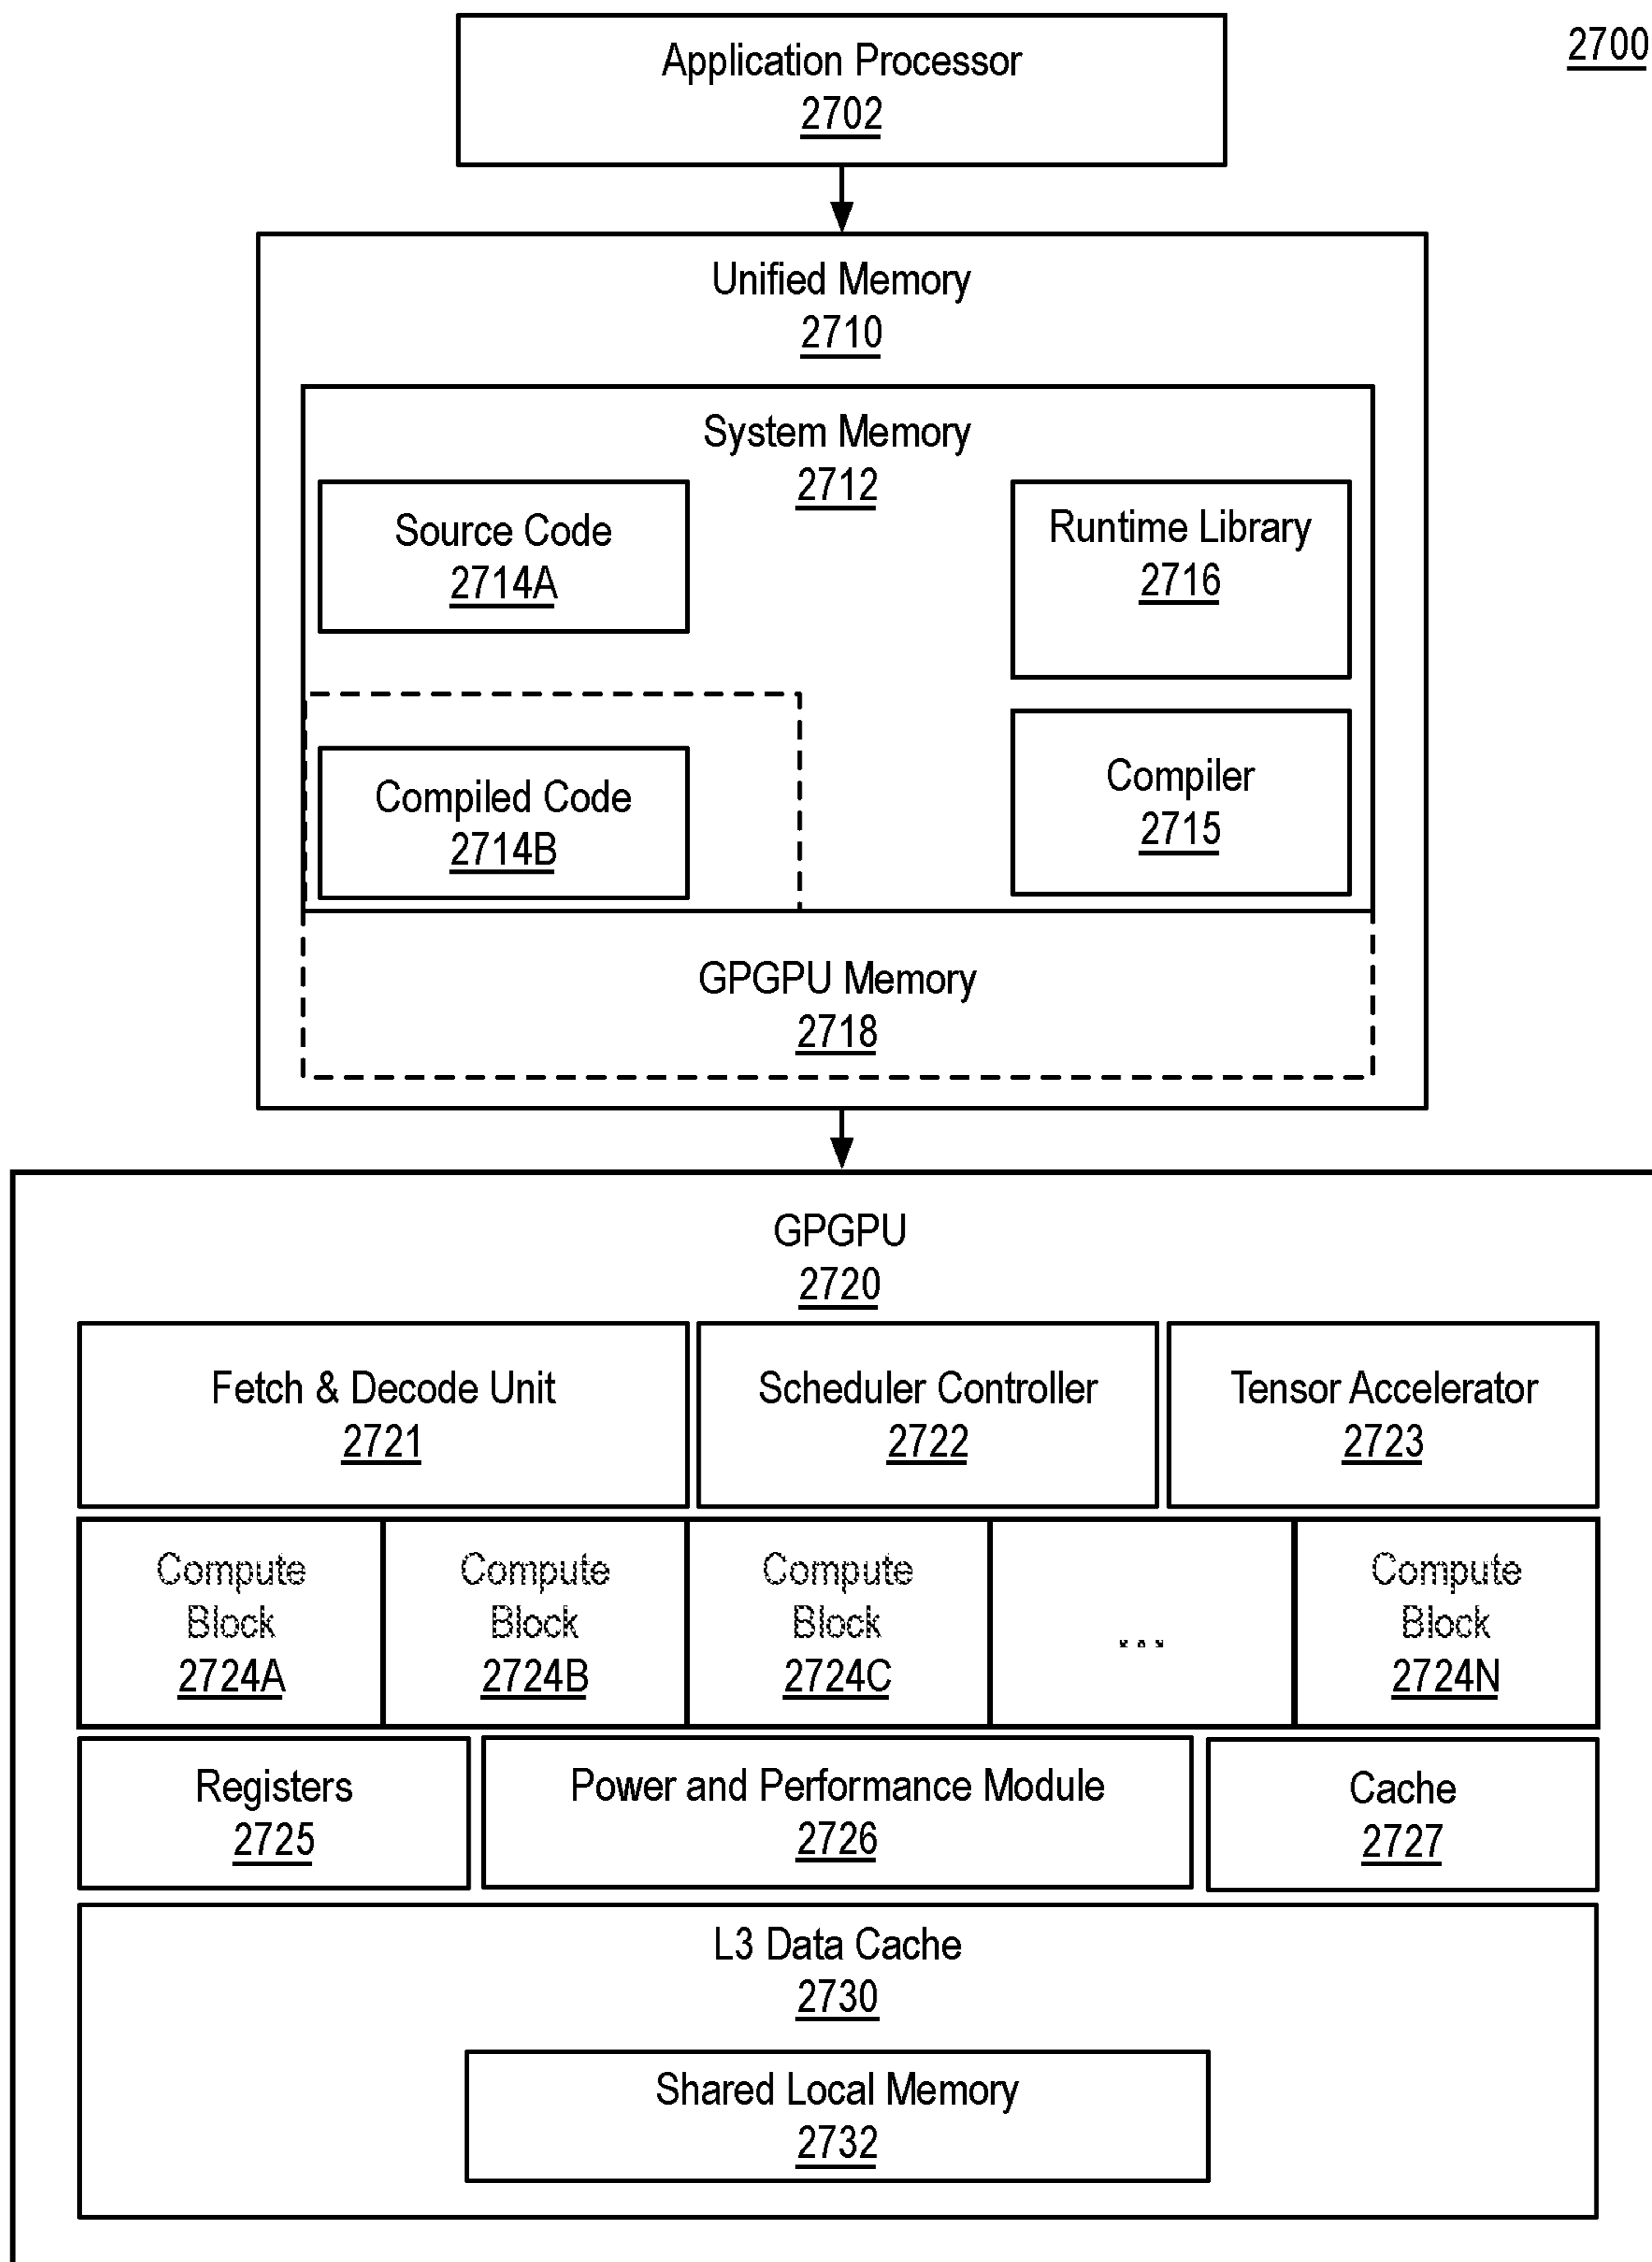 2700
Application Processor
2702
Unified Memory
2710
System Memory
2712
Source Code
2714A
Runtime Library
2716
Compiled Code
2714B
Compiler
2715
GPGPU Memory
2718
GPGPU
2720
Fetch & Decode Unit
2721
Scheduler Controller
2722
Tensor Accelerator
2723
Compute
Block
2724A
Compute
Block
2724B
Compute
Block
2724C
...
Compute
Block
2724N
Registers
2725
Power and Performance Module
2726
Cache
2727
L3 Data Cache
2730
Shared Local Memory
2732